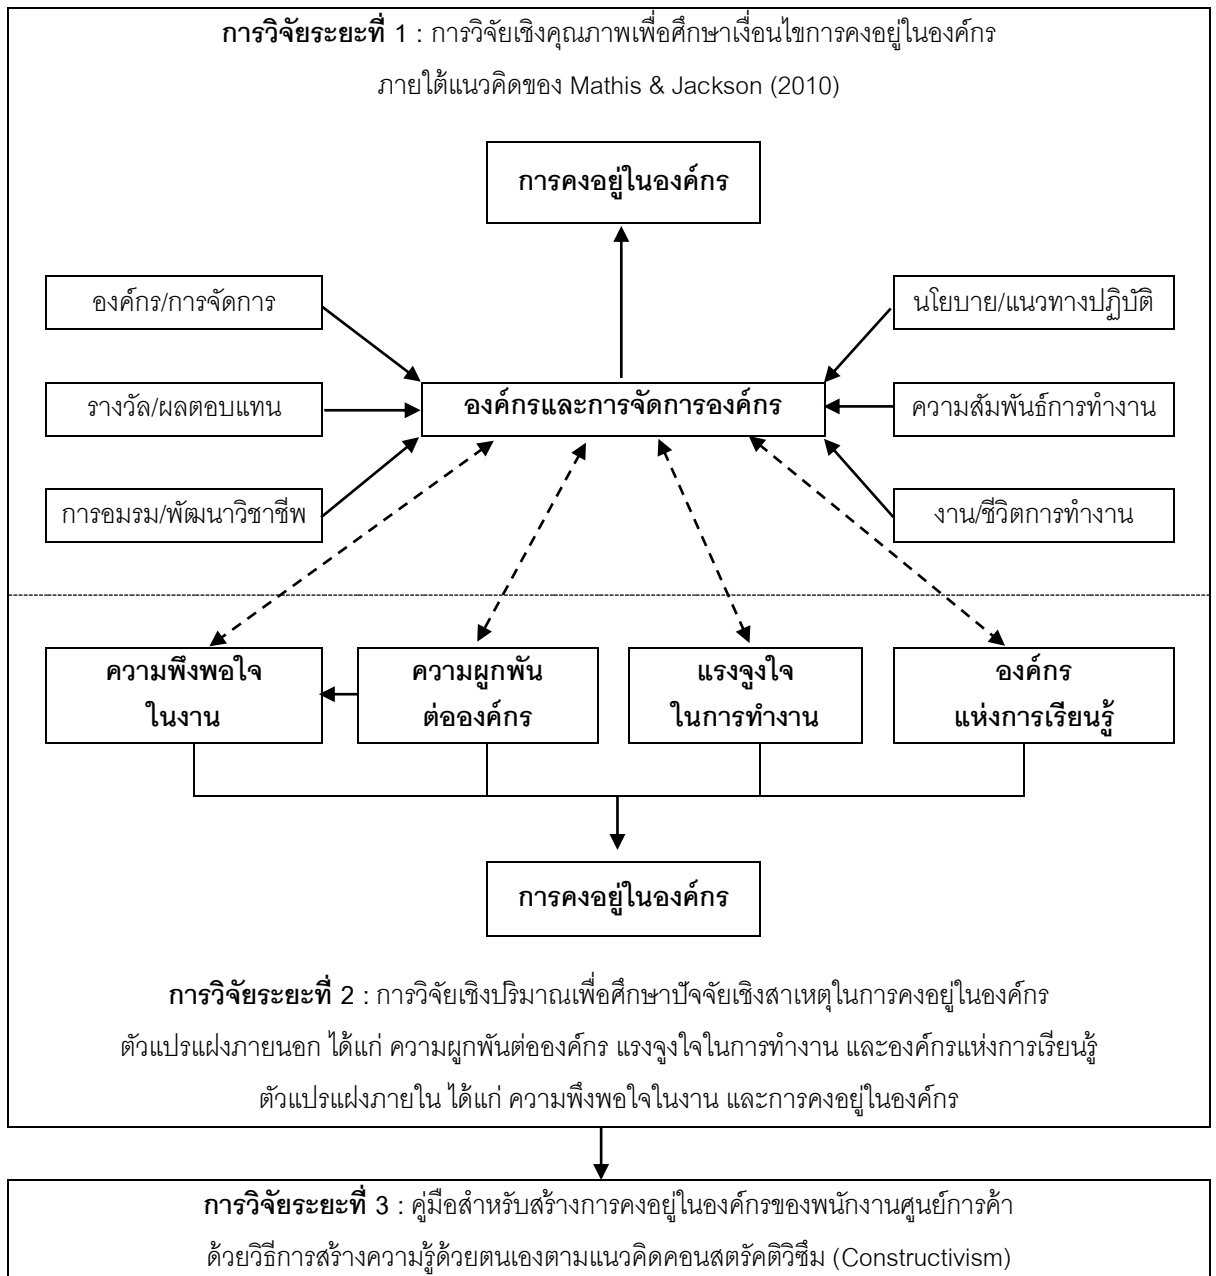 การวิจัยระยะที่ 1 : การวิจัยเชิงคุณภาพเพื่อศึกษาเงื่อนไขการคงอยู่ในองค์กร
ภายใต้แนวคิดของ Mathis & Jackson (2010)
การคงอยู่ในองค์กร
องค์กร/การจัดการ
นโยบาย/แนวทางปฏิบัติ
รางวัล/ผลตอบแทน
องค์กรและการจัดการองค์กร
ความสัมพันธ์การทำงาน
การอมรม/พัฒนาวิชาชีพ
งาน/ชีวิตการทำงาน
ความพึงพอใจ
ในงาน
ความผูกพัน
ต่อองค์กร
แรงจูงใจ
ในการทำงาน
องค์กร
แห่งการเรียนรู้
การคงอยู่ในองค์กร
การวิจัยระยะที่ 2 : การวิจัยเชิงปริมาณเพื่อศึกษาปัจจัยเชิงสาเหตุในการคงอยู่ในองค์กร
ตัวแปรแฝงภายนอก ได้แก่ ความผูกพันต่อองค์กร แรงจูงใจในการทำงาน และองค์กรแห่งการเรียนรู้
ตัวแปรแฝงภายใน ได้แก่ ความพึงพอใจในงาน และการคงอยู่ในองค์กร
การวิจัยระยะที่ 3 : คู่มือสำหรับสร้างการคงอยู่ในองค์กรของพนักงานศูนย์การค้า
ด้วยวิธีการสร้างความรู้ด้วยตนเองตามแนวคิดคอนสตรัคติวิซึม (Constructivism)